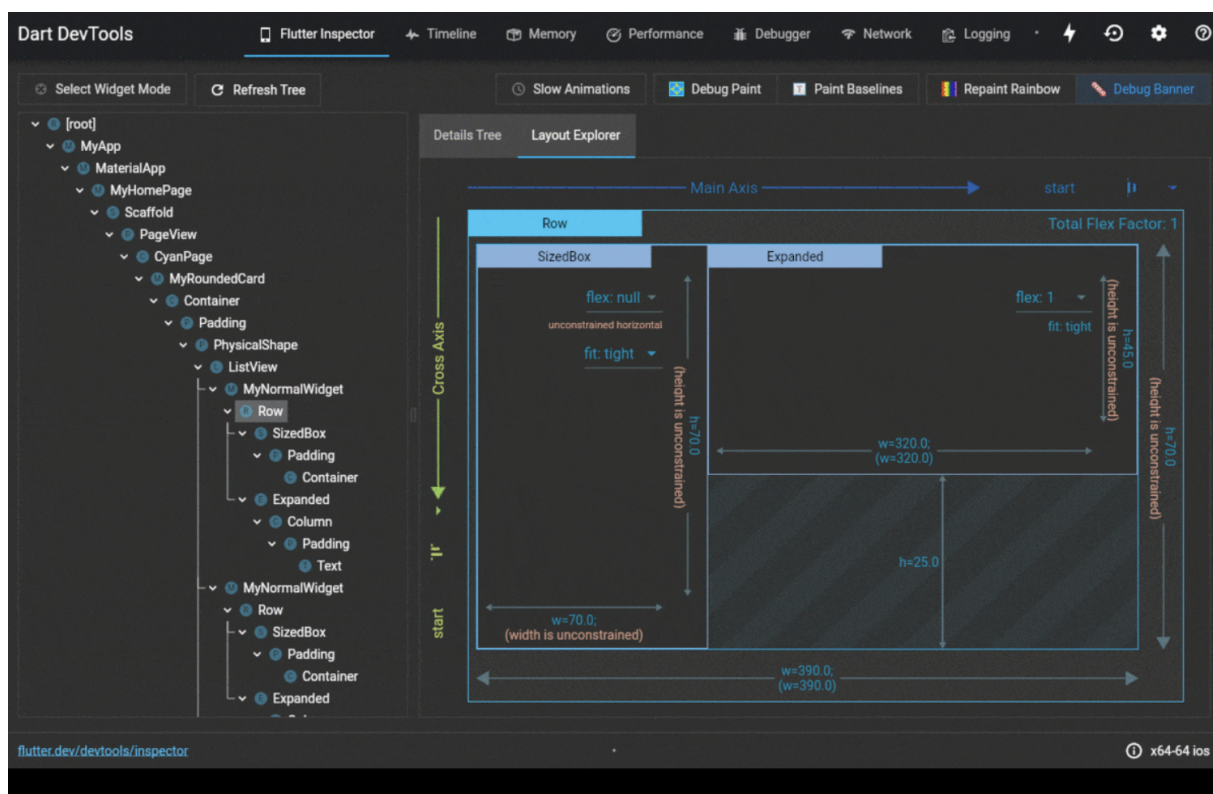 Dart DevTools
Flutter Inspector
Timeline
Memory
Performance
Debugger
Network
Logging
Select Widget Mode
Refresh Tree
Slow Animations
Debug Paint
Paint Baselines
Repaint Rainbow
Debug Banner
[root]
MyApp
MaterialApp
MyHomePage
Scaffold
PageView
CyanPage
MyRoundedCard
Container
Padding
PhysicalShape
ListView
MyNormalWidget
Row
SizedBox
Padding
Container
Expanded
Column
Padding
Text
MyNormalWidget
Row
SizedBox
Padding
Container
Expanded
Details Tree
Layout Explorer
Main Axis
start
Cross Axis
start
Row
Total Flex Factor: 1
SizedBox
flex: null
unconstrained horizontal
fit: tight
h=70.0
(height is unconstrained)
w=70.0;
(width is unconstrained)
Expanded
flex: 1
fit: tight
h=45.0
(height is unconstrained)
w=320.0;
(w=320.0)
h=25.0
h=70.0
(height is unconstrained)
w=390.0;
(w=390.0)
flutter.dev/devtools/inspector
x64-64 ios